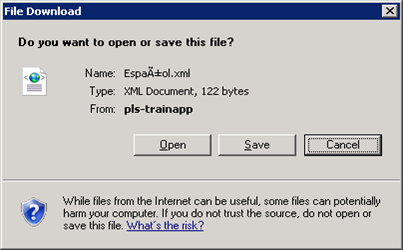 File Download
Do you want to open or save this file?
Name: EspaÃ±ol.xml
Type: XML Document, 122 bytes
From: pls-trainapp
Open Save Cancel
While files from the Internet can be useful, some files can potentially
harm your computer. If you do not trust the source, do not open or
save this file. What's the risk?